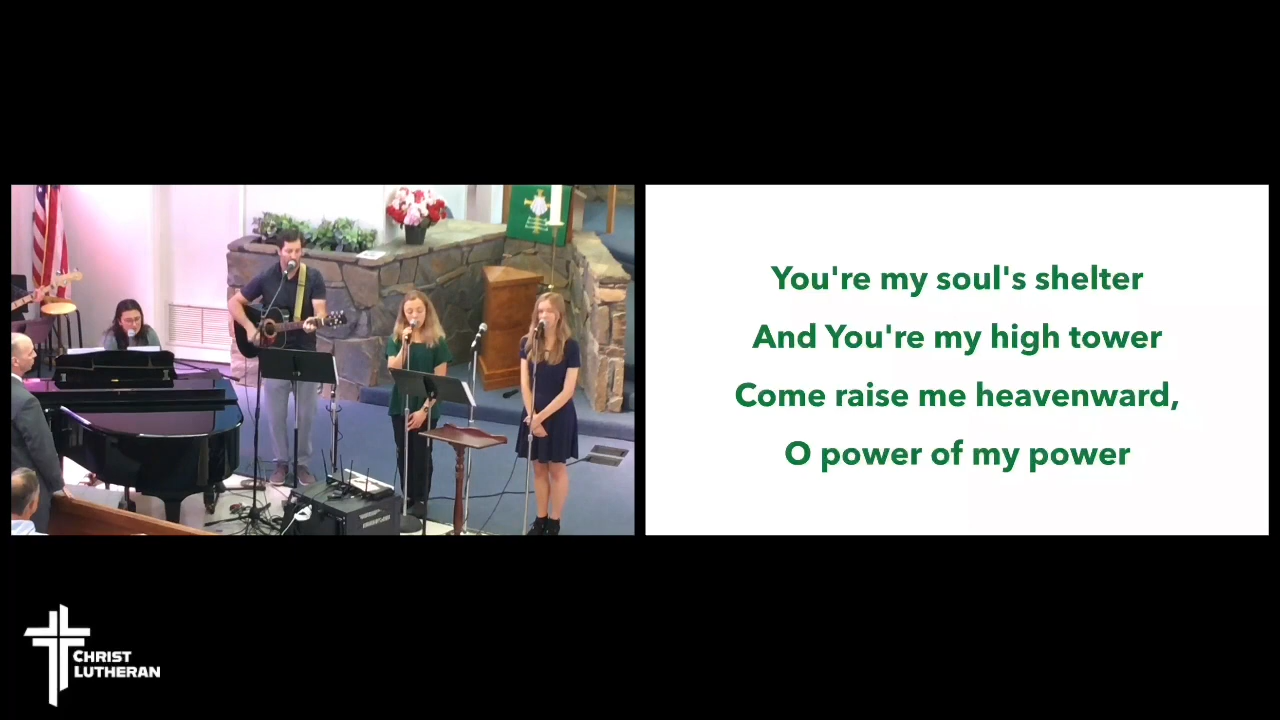 You're my soul's shelter
And You're my high tower
Come raise me heavenward,
O power of my power
CHRIST
LUTHERAN